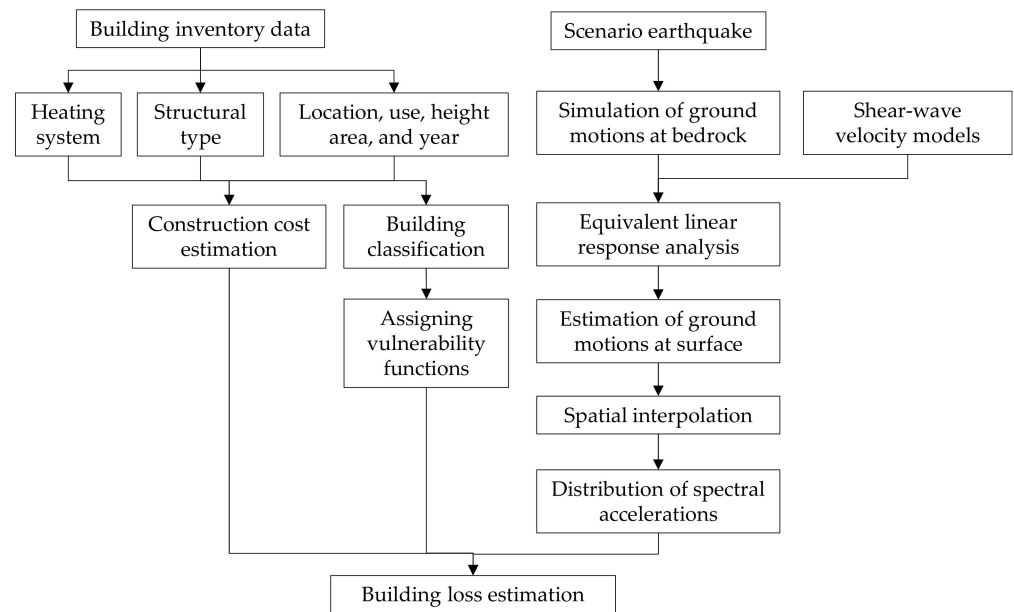 Building inventory data
Scenario earthquake
Heating
system
Structural
type
Location, use, height
area, and year
Simulation of ground
motions at bedrock
Shear-wave
velocity models
Construction cost
estimation
Building
classification
Equivalent linear
response analysis
Assigning
vulnerability
functions
Estimation of ground
motions at surface
Spatial interpolation
Distribution of spectral
accelerations
Building loss estimation